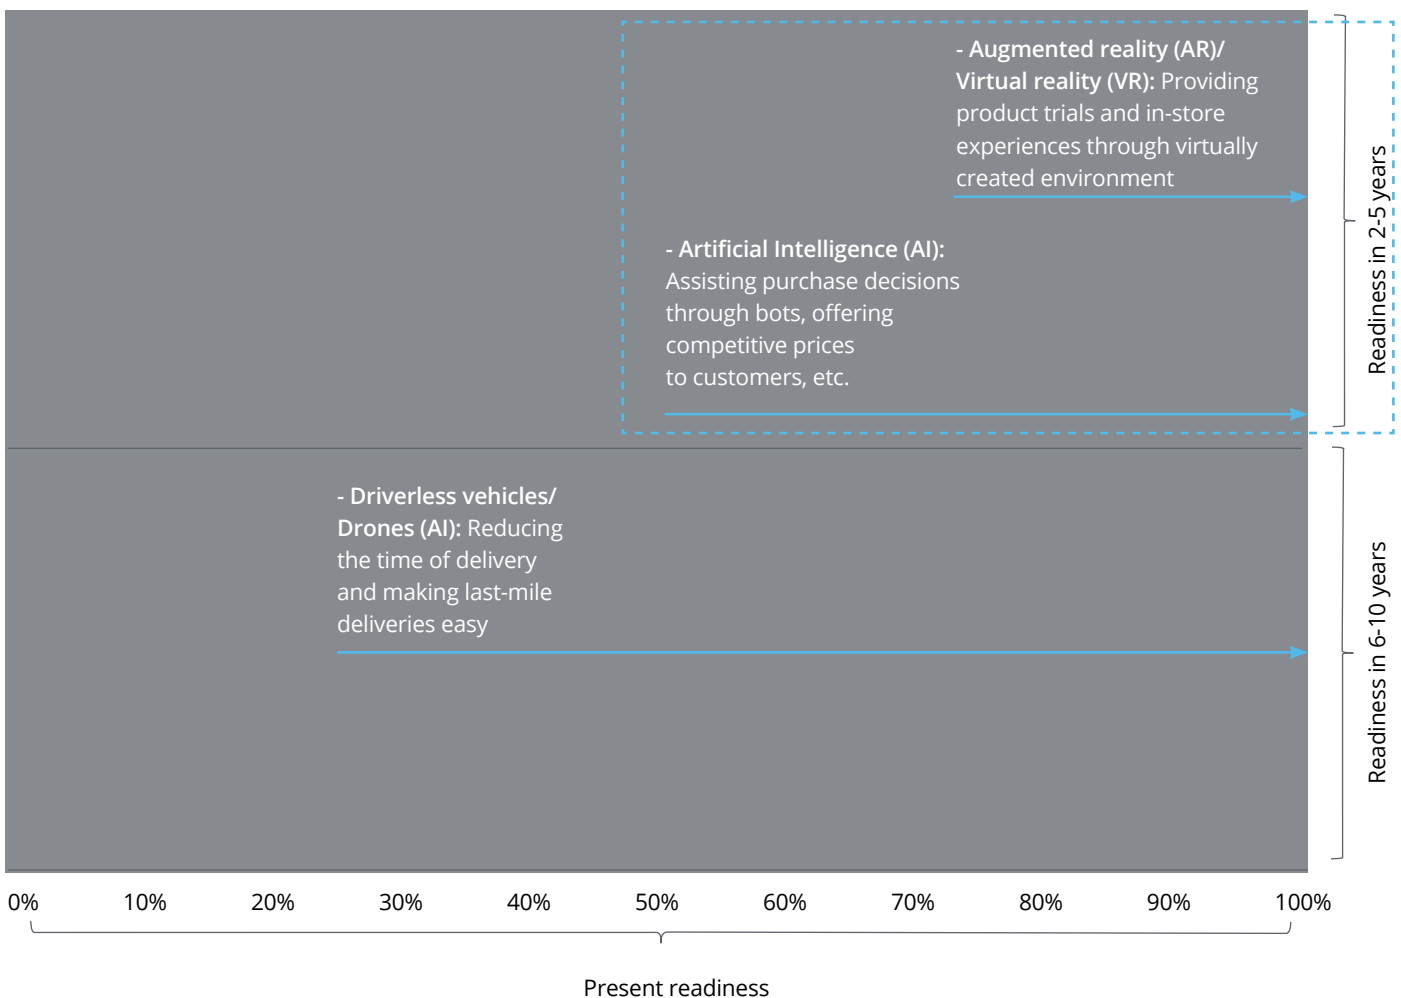 - Augmented reality (AR)/
Virtual reality (VR): Providing
product trials and in-store
experiences through virtually
created environment
- Artificial Intelligence (AI):
Assisting purchase decisions
through bots, offering
competitive prices
to customers, etc.
Readiness in 2-5 years
- Driverless vehicles/
Drones (AI): Reducing
the time of delivery
and making last-mile
deliveries easy
Readiness in 6-10 years
0% 10% 20% 30% 40% 50% 60% 70% 80% 90% 100%
Present readiness